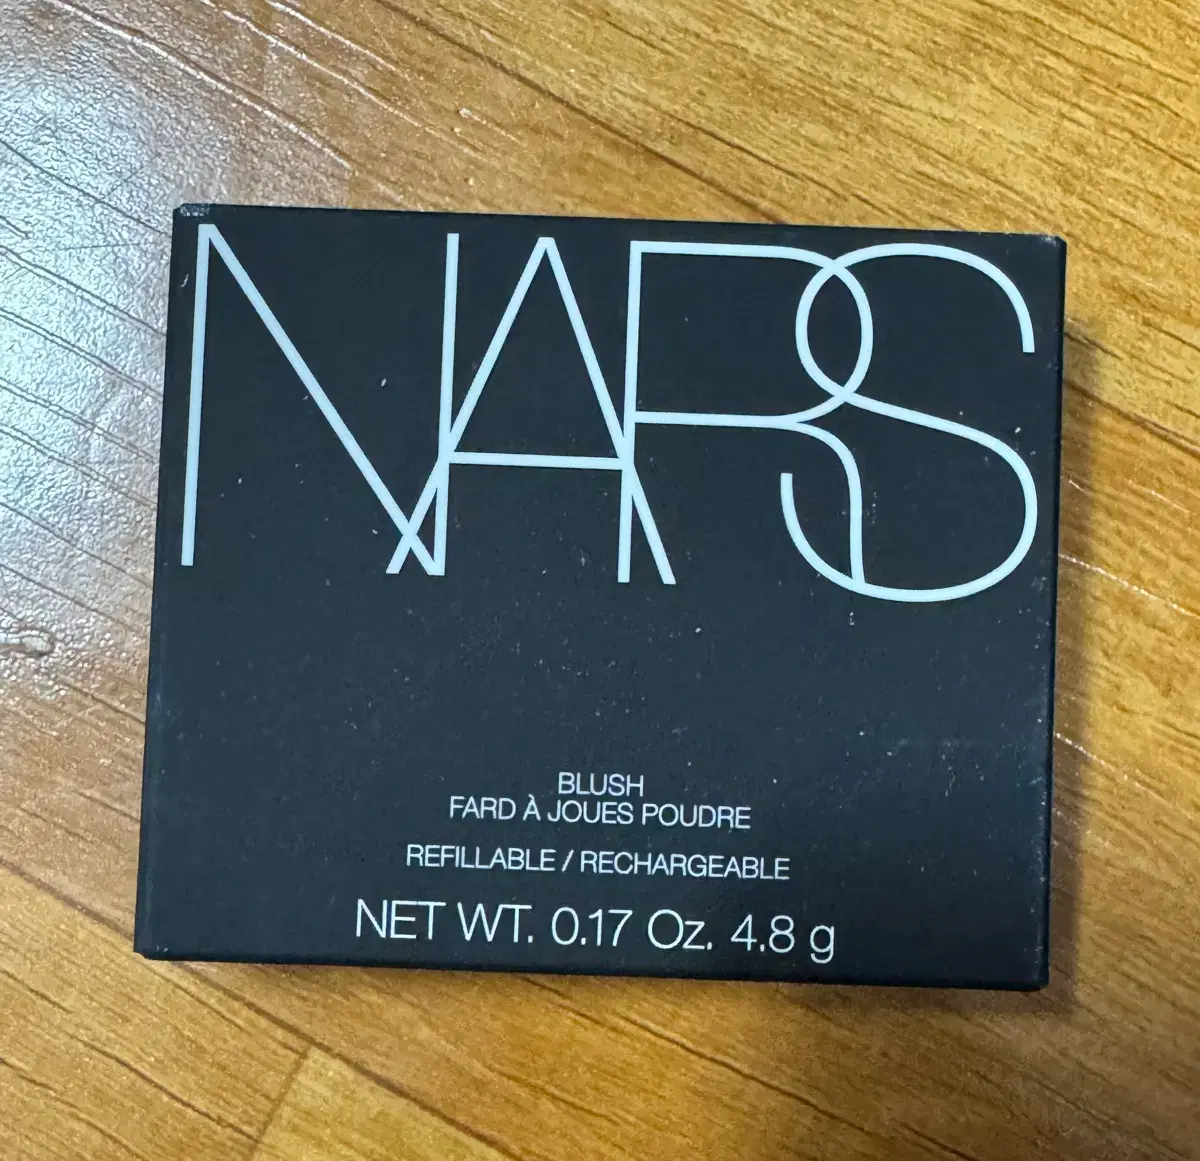 NARS
BLUSH
FARD À JOUES POUDRE
REFILLABLE / RECHARGEABLE
NET WT. 0.17 Oz. 4.8 g